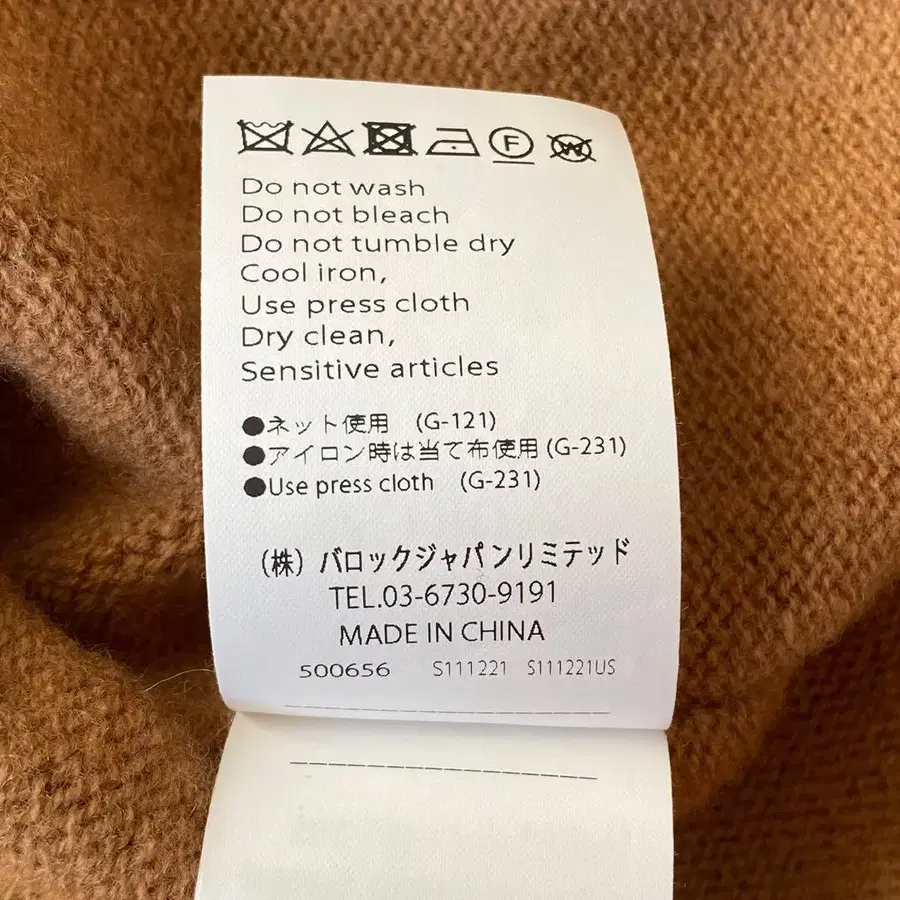 F W
Do not wash
Do not bleach
Do not tumble dry
Cool iron,
Use press cloth
Dry clean,
Sensitive articles
●ネット使用 (G-121)
●アイロン時は当て布使用 (G-231)
●Use press cloth (G-231)
(株) バロックジャパンリミテッド
TEL.03-6730-9191
MADE IN CHINA
500656 S111221 S111221US